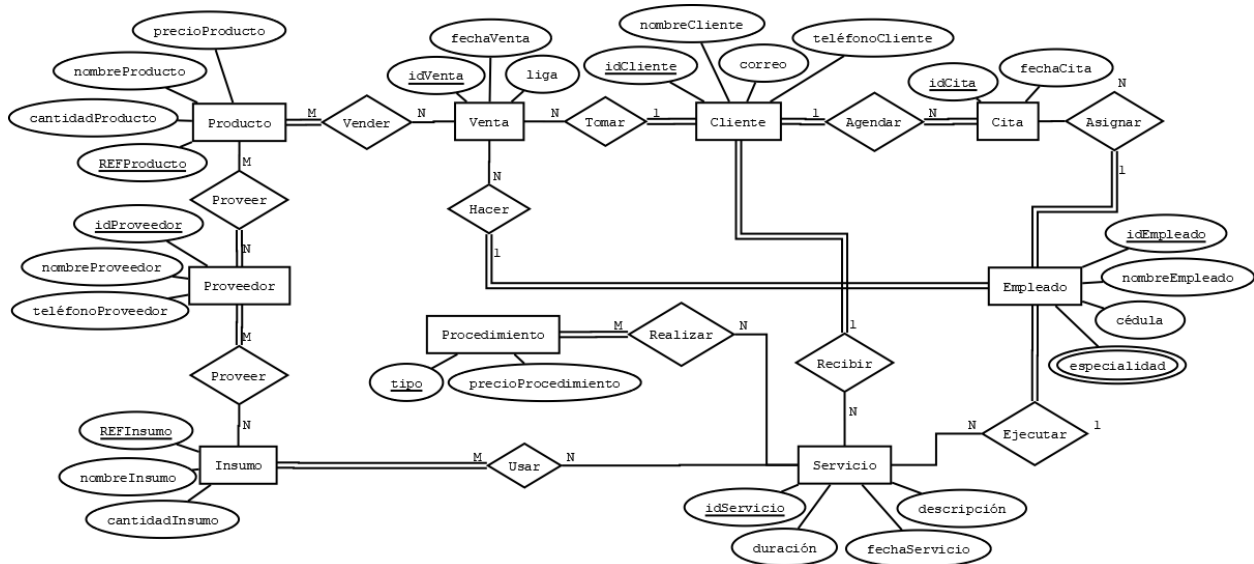 nombreCliente
precioProducto
fechaVenta
teléfonoCliente
nombreProducto
idVenta
liga
idCliente
correo
idCita
fechaCita
N
cantidadProducto
Producto
M
Vender
N
Venta
N
Tomar
1
Cliente
1
Agendar
N
Cita
Asignar
REFProducto
M
N
1
Proveer
Hacer
idProveedor
N
1
idEmpleado
nombreProveedor
Proveedor
Empleado
nombreEmpleado
teléfonoProveedor
cédula
M
Procedimiento
M
Realizar
N
1
especialidad
Proveer
tipo
precioProcedimiento
Recibir
REFInsumo
N
N
N
Ejecutar
1
nombreInsumo
Insumo
M
Usar
N
Servicio
cantidadInsumo
idServicio
descripción
duración
fechaServicio